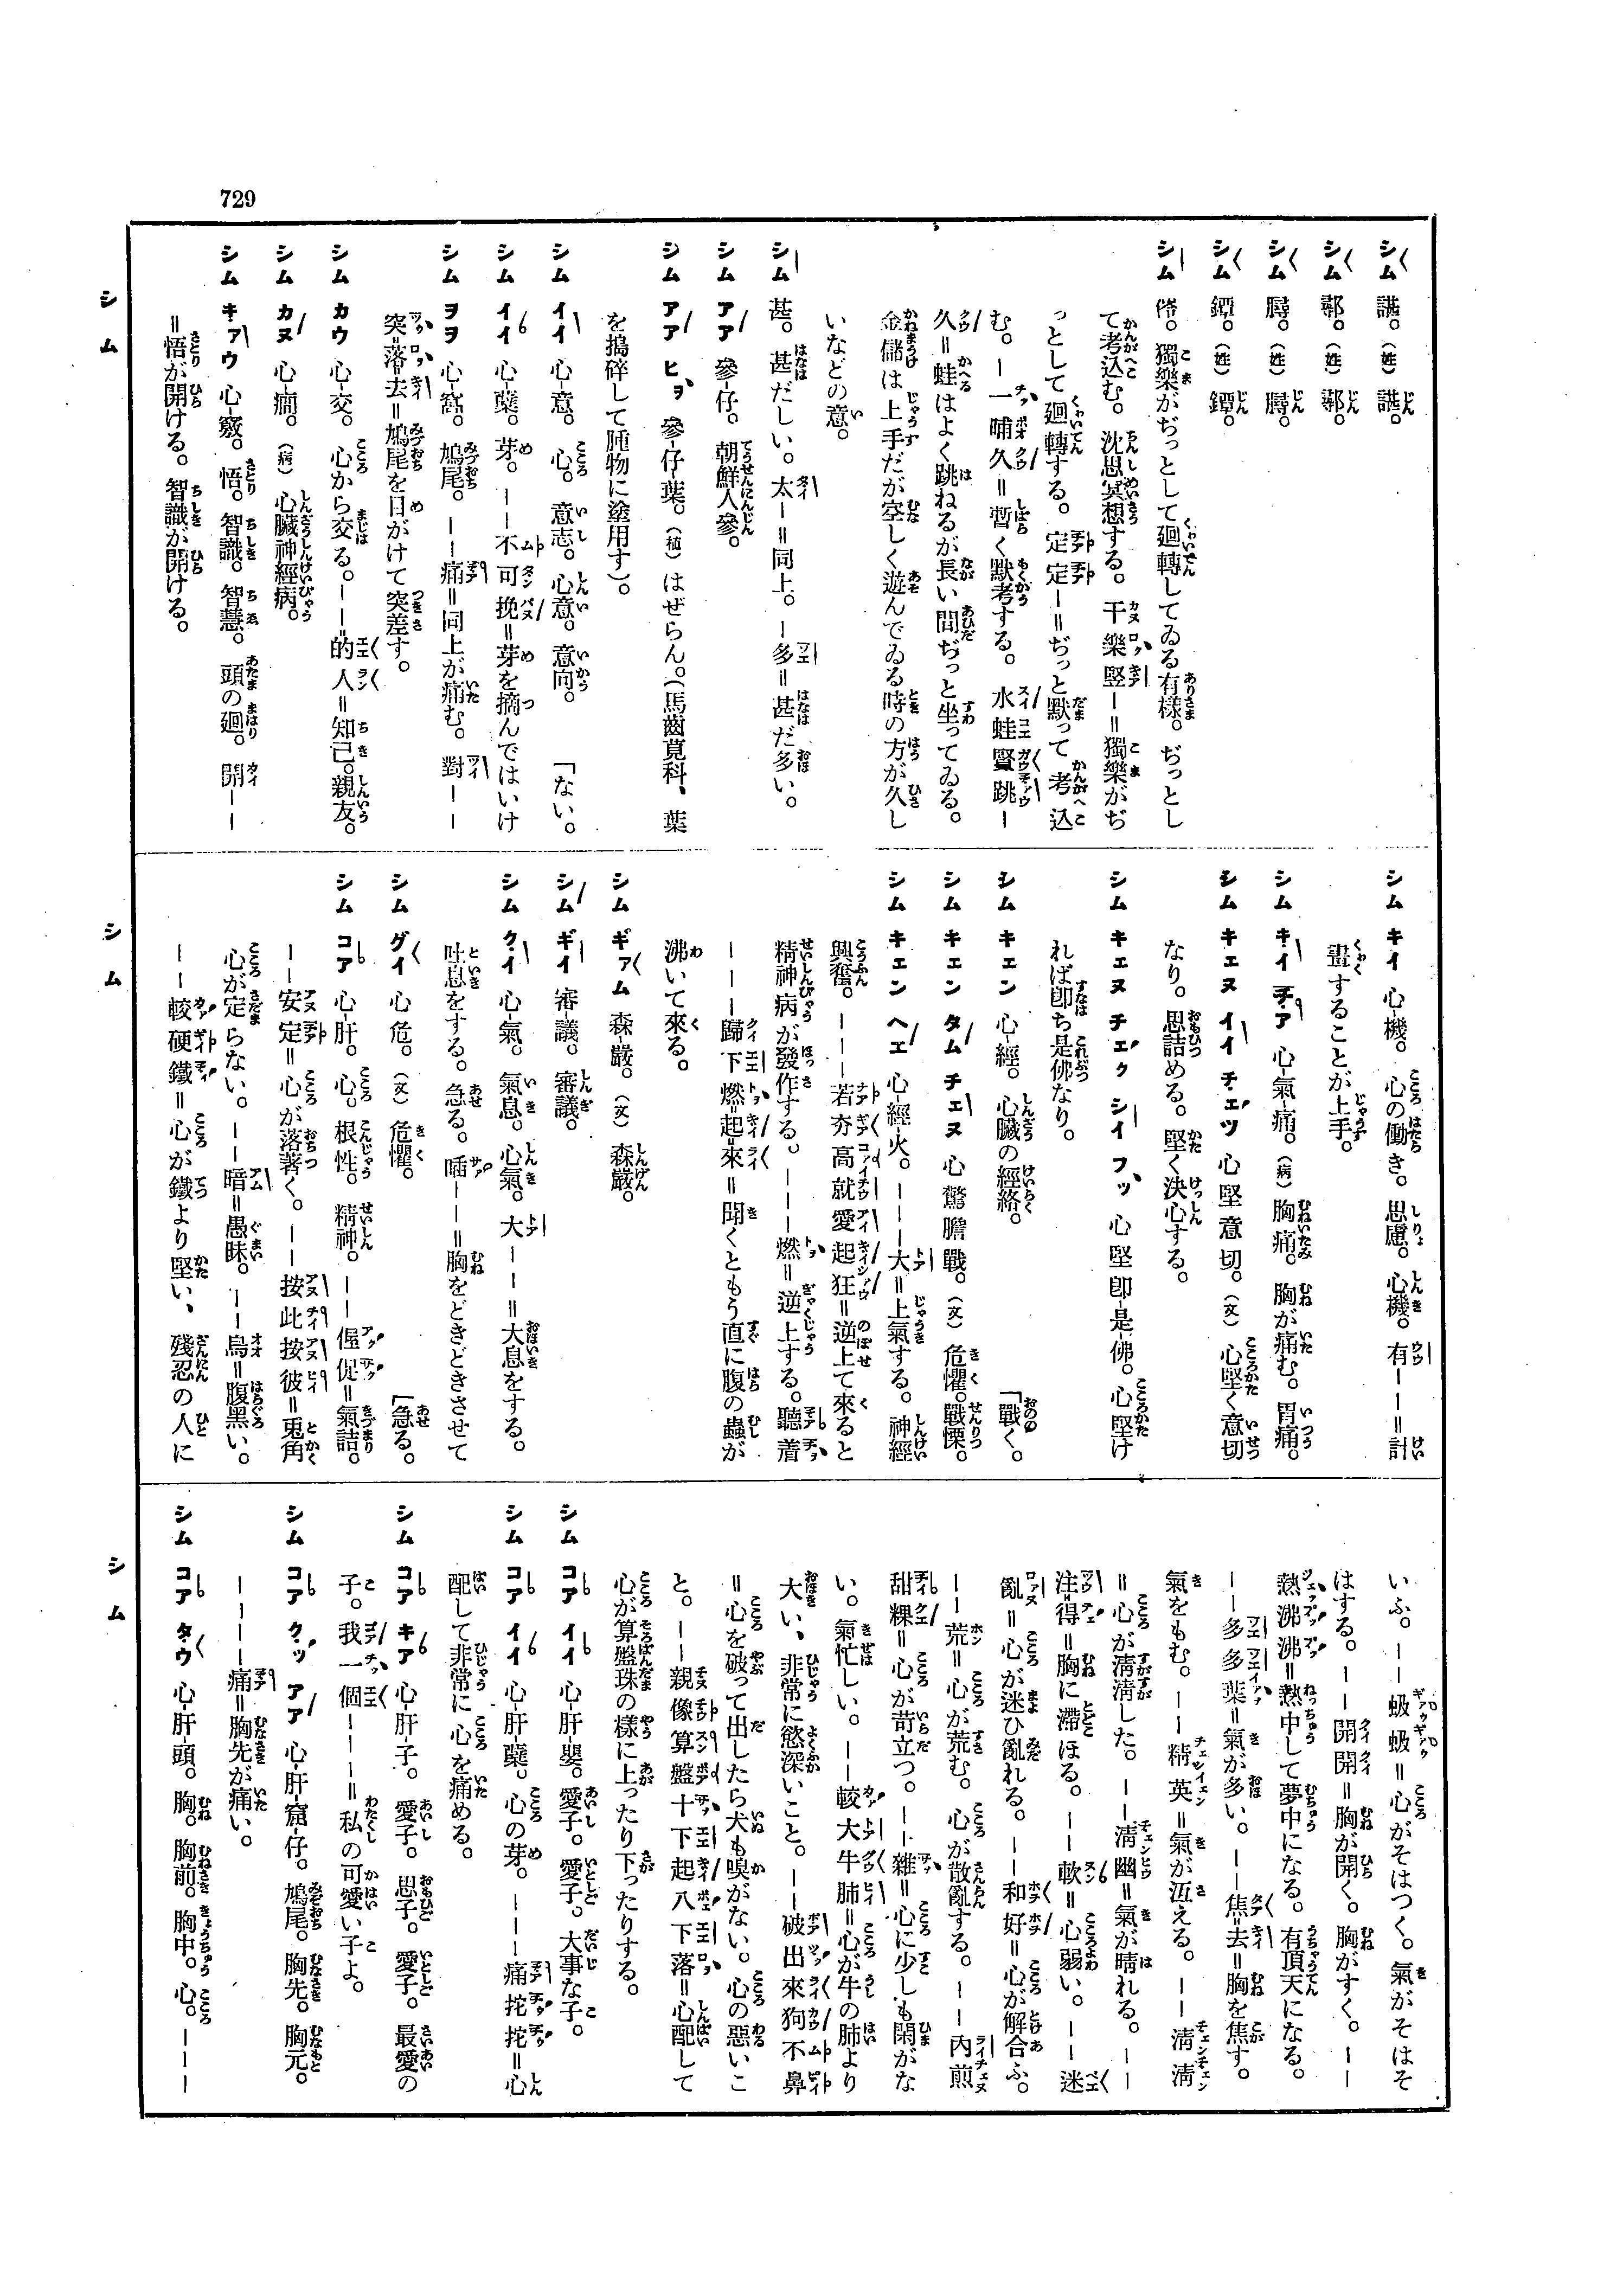 729
シム 諶。（姓） 諶。
シム 鄩。（姓） 鄩。
シム 鐔。（姓） 鐔。
シム 獨樂がぢっとして廻轉してゐる有樣。ぢっとし
て考込む。沈思冥想する。干樂堅－＝獨樂がぢ
っとして廻轉する。定定－＝ぢっと默って考込
む。－一晡久＝暫く默考する。水蛙賢跳－
久＝蛙はよく跳ねるが長い間ぢっと坐ってゐる。
金儲は上手だが空しく遊んでゐる時の方が久し
いなどの意。
シム 甚。甚だしい。太－＝同上。－多＝甚だ多い。
シム アア 參-仔。朝鮮人參。
シム アア ヒヲ 參-仔-葉。（植）はぜらん。（馬齒莧科、葉
を搗碎して腫物に塗用す）。
シム イイ 心-意。心。意志。心意。意向。 「ない。
シム イイ 心-蘗。芽。－－不可挽＝芽を摘んではいけ
シム ヲヲ 心-窩。鳩尾。－－痛＝同上が痛む。對－－
突-落-去＝鳩尾を目がけて突差す。
シム カウ 心-交。心から交る。－－的人＝知己。親友。
シム カヌ 心-癎。（病）心臟神經病。
シム キァウ 心-竅。悟。智識。智慧。頭の廻。開－－
＝悟が開ける。智識が開ける。
シム
シム キイ 心-機。心の働き。思慮。心機。有－－＝計
畫することが上手。
シム キイ チア 心-氣-痛。（病）胸痛。胸が痛む。胃痛。
シム キェヌ イイ チェツ 心堅意切。（文）心堅く意切
なり。思詰める。堅く決心する。
シム キェヌ チェク シイ フッ 心堅卽-是-佛。心堅け
れば卽ち是佛なり。
シム キェン 心-經。心臟の經絡。 「戰く。
シム キェン タム チェヌ 心驚膽戰。（文）危懼。戰慄。
シム キェン ヘエ 心-經-火。－－－大＝上氣する。神經
興奮。－－－若夯高就愛起狂＝逆上て來ると
精神病が發作する。－－－燃＝逆上する。聽着
－－－歸下燃-起-來＝聞くともう直に腹の蟲が
沸いて來る。
シム ギァム 森-嚴。（文）森嚴。
シム ギイ 審-議。審議。
シム クイ 心-氣。氣息。心氣。大－－＝大息をする。
吐息をする。急る。喢－－＝胸をどきどきさせて
シム グイ 心危。（文）危懼。 「急る。
シム コア 心-肝。心。根性。精神。－－偓促＝氣詰。
－－安定＝心が落著く。－－按此按彼＝兎角
心が定らない。－－暗＝愚昧。－－烏＝腹黑い。
－－較硬鐵＝心が鐵より堅い、殘忍の人に
シム
いふ。－－蛂蛂＝心がそはつく。氣がそはそ
はする。－－開開＝胸が開く。胸がすく。－－
熱沸沸＝熱中して夢中になる。有頂天になる。
－－多多葉＝氣が多い。－－焦-去＝胸を焦す。
氣をもむ。－－精英＝氣が冱える。－－淸淸
＝心が淸淸した。－－淸幽＝氣が晴れる。－－
注-得＝胸に滯ほる。－－軟＝心弱い。－－迷
亂＝心が迷ひ亂れる。－－和好＝心が解合ふ。
－－荒＝心が荒む。心が散亂する。－－內煎
甜粿＝心が苛立つ。－－雜＝心に少しも閑がな
い。氣忙しい。－－較大牛肺＝心が牛の肺より
大い、非常に慾深いこと。－－破出來狗不鼻
＝心を破って出したら犬も嗅がない。心の惡いこ
と。－－親像算盤十下起八下落＝心配して
心が算盤珠の樣に上ったり下ったりする。
シム コア イイ 心-肝-嬰。愛子。愛子。大事な子。
シム コア イイ 心-肝-蘗。心の芽。－－－痛挓挓＝心
配して非常に心を痛める。
シム コア キア 心-肝-子。愛子。思子。愛子。最愛の
子。我一個－－－＝私の可愛い子よ。
シム コア クッ アア 心-肝-窟-仔。鳩尾。胸先。胸元。
－－－－痛＝胸先が痛い。
シム コア タウ 心-肝-頭。胸。胸前。胸中。心。－－－
シム